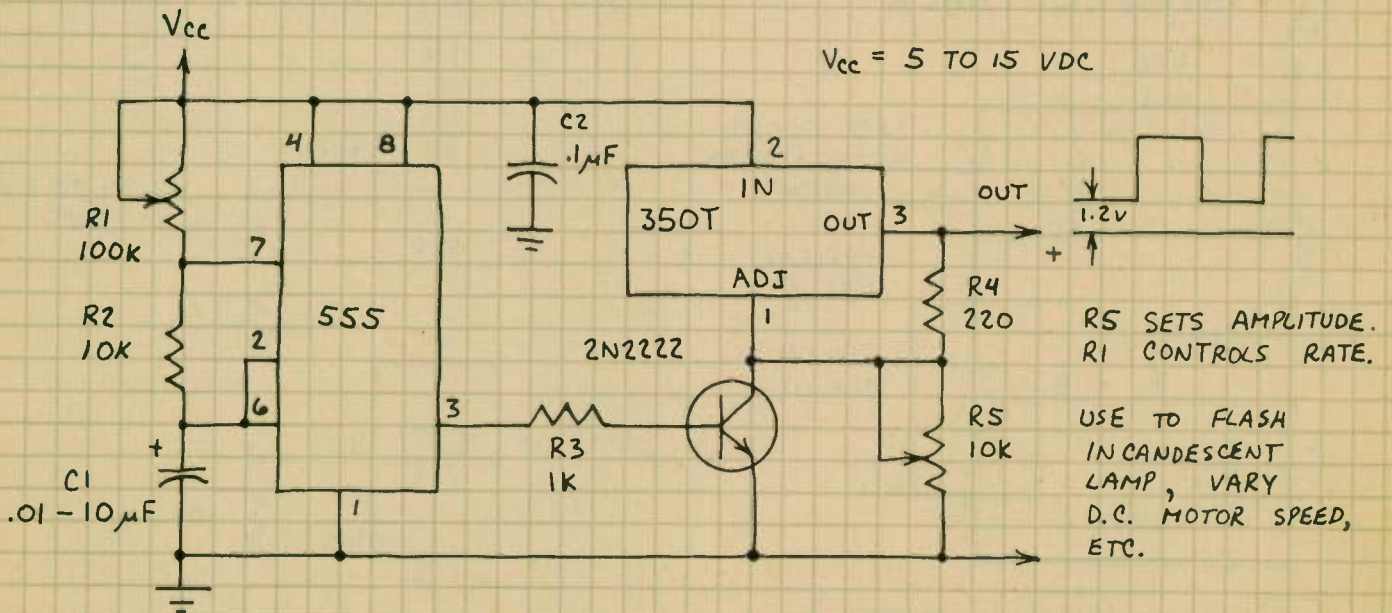 Vcc
Vcc = 5 TO 15 VDC
4
8
C2
.1µF
2
IN
350T
OUT
3
ADJ
1
OUT
1.2V
+
R1
100K
7
R2
10K
555
2
6
3
+
C1
.01 - 10µF
1
R3
1K
2N2222
R4
220
R5
10K
R5 SETS AMPLITUDE.
R1 CONTROLS RATE.
USE TO FLASH
INCANDESCENT
LAMP, VARY
D.C. MOTOR SPEED,
ETC.